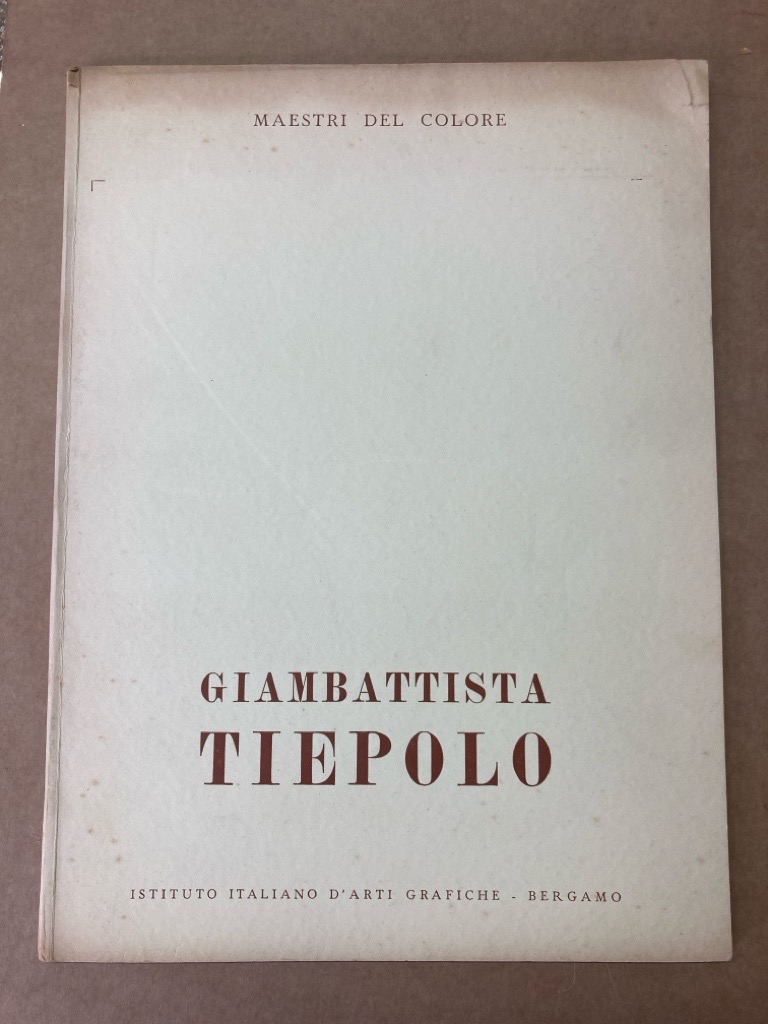 MAESTRI DEL COLORE
GIAMBATTISTA
TIEPOLO
ISTITUTO ITALIANO D'ARTI GRAFICHE - BERGAMO